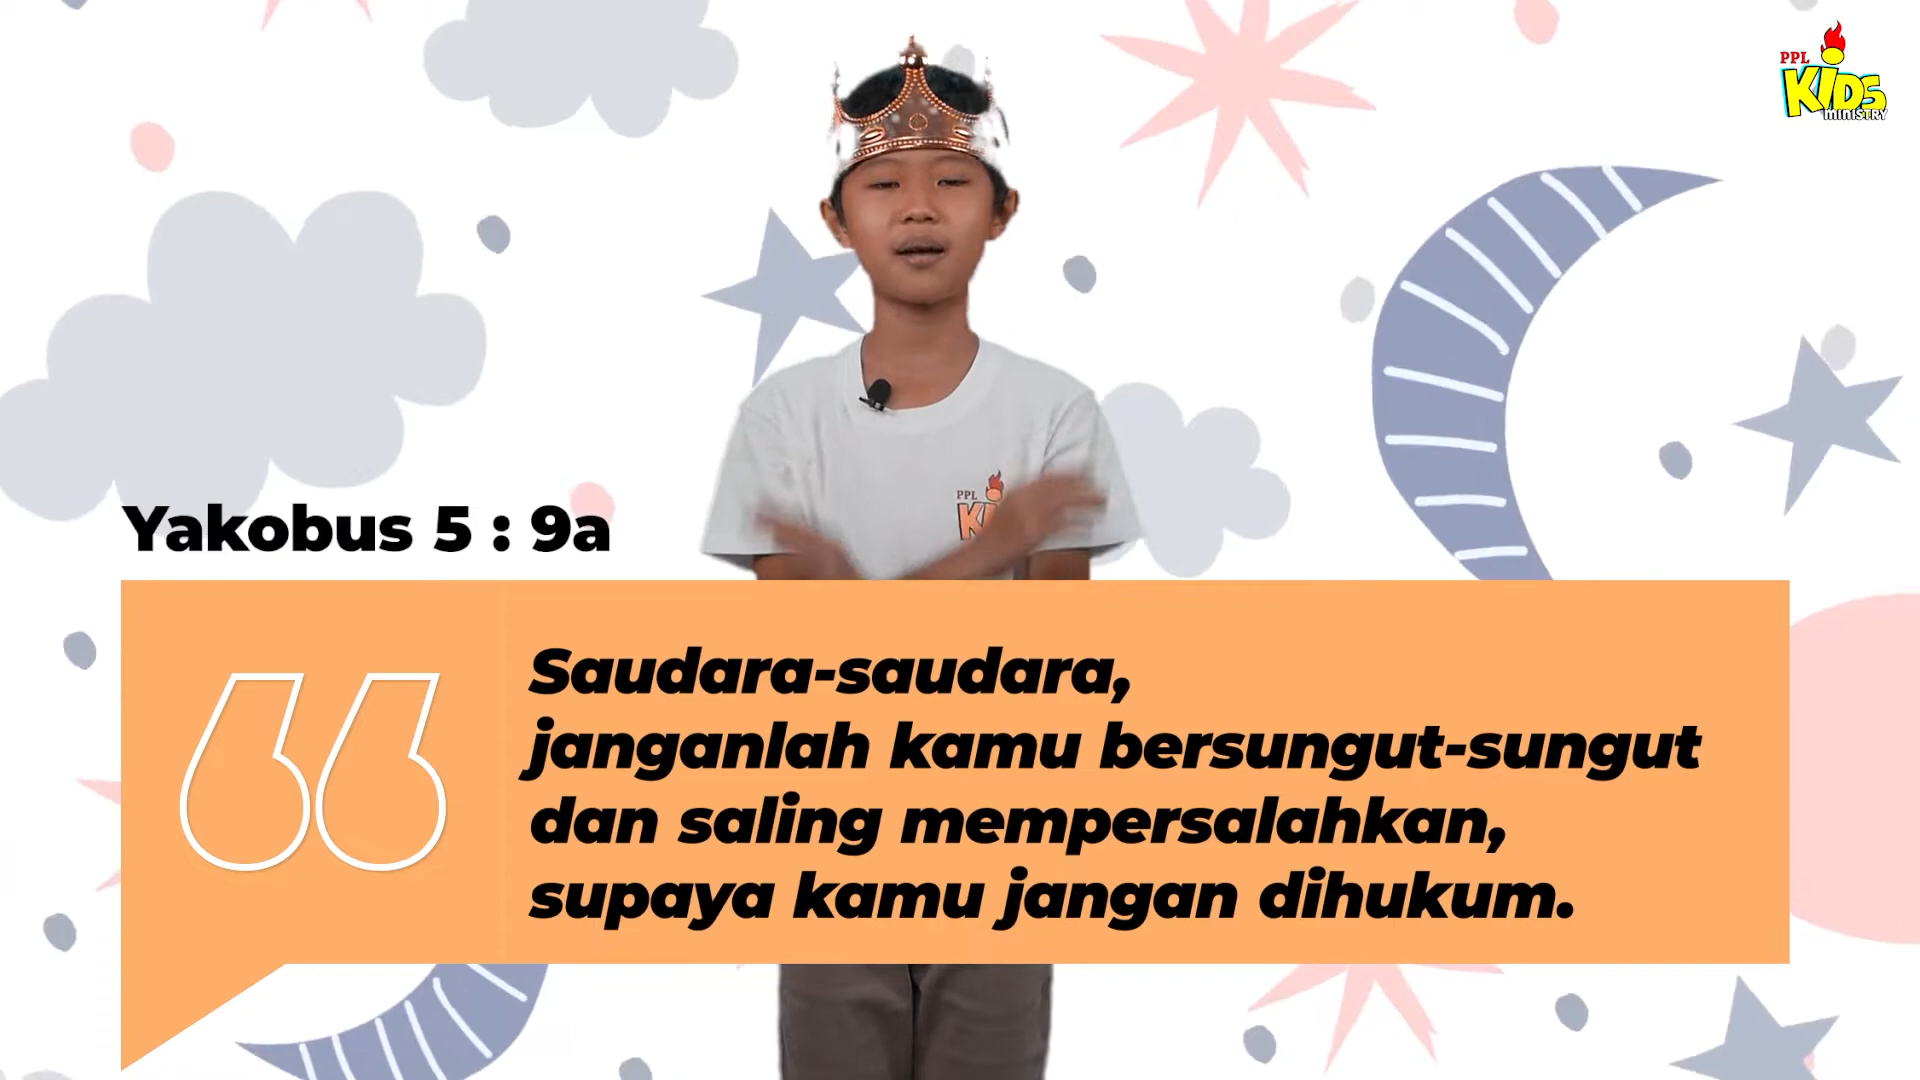 PPL
KiDS
MINISTRY
PPL
Yakobus 5 : 9a
Saudara-saudara,
janganlah kamu bersungut-sungut
dan saling mempersalahkan,
supaya kamu jangan dihukum.